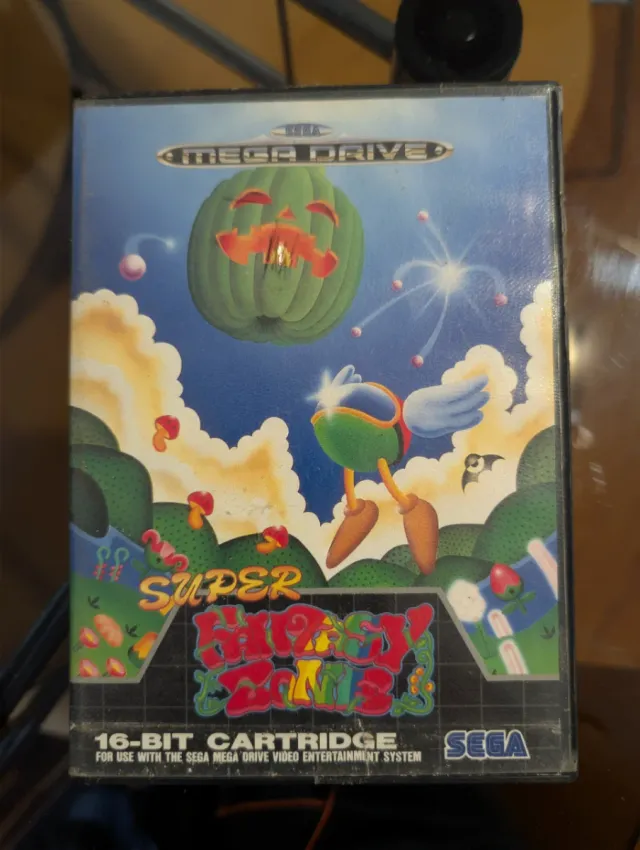 SEGA
MEGA DRIVE
SUPER
FANTASY
ZONE
16-BIT CARTRIDGE
FOR USE WITH THE SEGA MEGA DRIVE VIDEO ENTERTAINMENT SYSTEM
SEGA